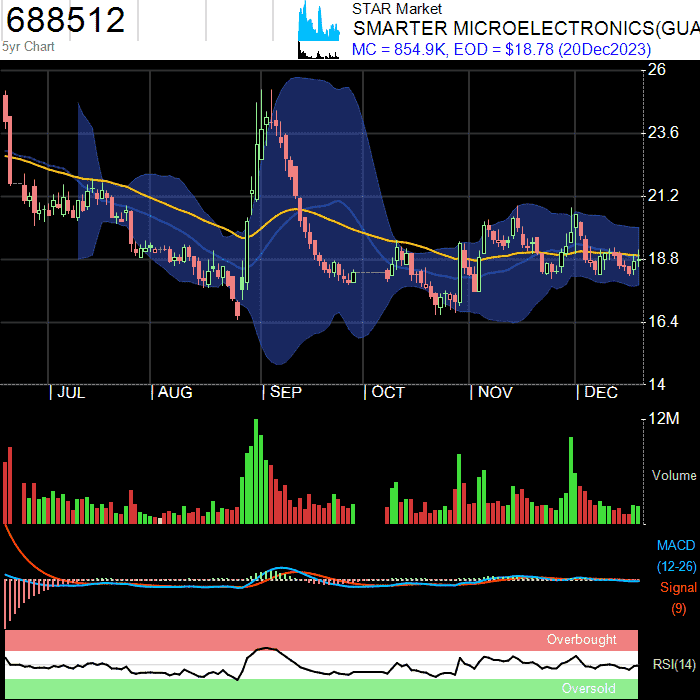 688512
5yr Chart
STAR Market
SMARTER MICROELECTRONICS(GUA
MC = 854.9K, EOD = $18.78 (20Dec2023)
26
23.6
21.2
18.8
16.4
14
JUL AUG SEP OCT NOV DEC
12M
Volume
MACD
(12-26)
Signal
(9)
Overbought
RSI(14)
Oversold